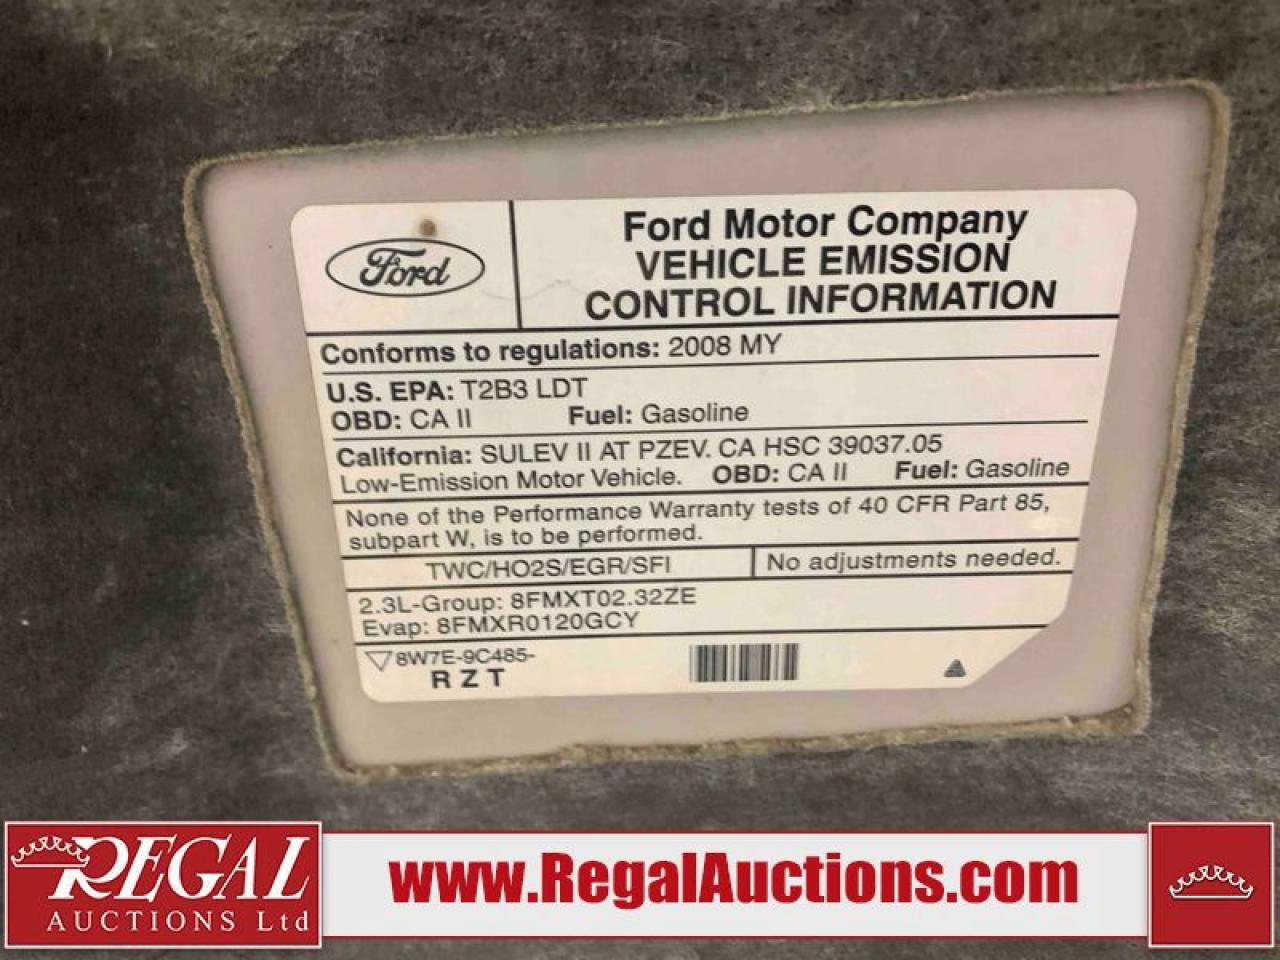 Ford
Ford Motor Company
VEHICLE EMISSION
CONTROL INFORMATION
Conforms to regulations: 2008 MY
U.S. EPA: T2B3 LDT
OBD: CA II Fuel: Gasoline
California: SULEV II AT PZEV. CA HSC 39037.05
Low-Emission Motor Vehicle. OBD: CA II Fuel: Gasoline
None of the Performance Warranty tests of 40 CFR Part 85,
subpart W, is to be performed.
TWC/HO2S/EGR/SFI No adjustments needed.
2.3L-Group: 8FMXT02.32ZE
Evap: 8FMXR0120GCY
8W7E-9C485-
R Z T
REGAL
AUCTIONS Ltd
www.RegalAuctions.com